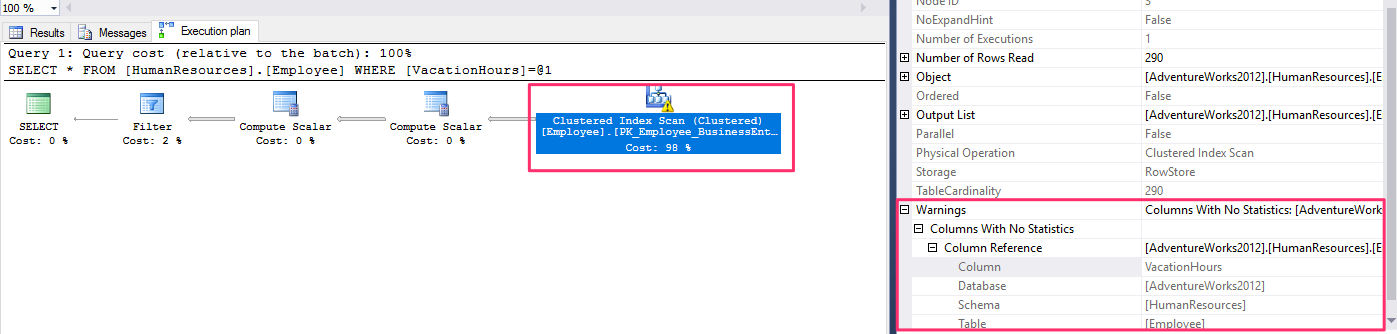 100 %
Results Messages Execution plan
Query 1: Query cost (relative to the batch): 100%
SELECT * FROM [HumanResources].[Employee] WHERE [VacationHours]=@1
SELECT
Cost: 0 %
Filter
Cost: 2 %
Compute Scalar
Cost: 0 %
Compute Scalar
Cost: 0 %
Clustered Index Scan (Clustered)
[Employee].[PK_Employee_BusinessEnt…
Cost: 98 %
Node ID
NoExpandHint False
Number of Executions 1
Number of Rows Read 290
Object [AdventureWorks2012].[HumanResources].[E
Ordered False
Output List [AdventureWorks2012].[HumanResources].[E
Parallel False
Physical Operation Clustered Index Scan
Storage RowStore
TableCardinality 290
Warnings Columns With No Statistics: [AdventureWork
Columns With No Statistics
Column Reference [AdventureWorks2012].[HumanResources].[E
Column VacationHours
Database [AdventureWorks2012]
Schema [HumanResources]
Table [Employee]